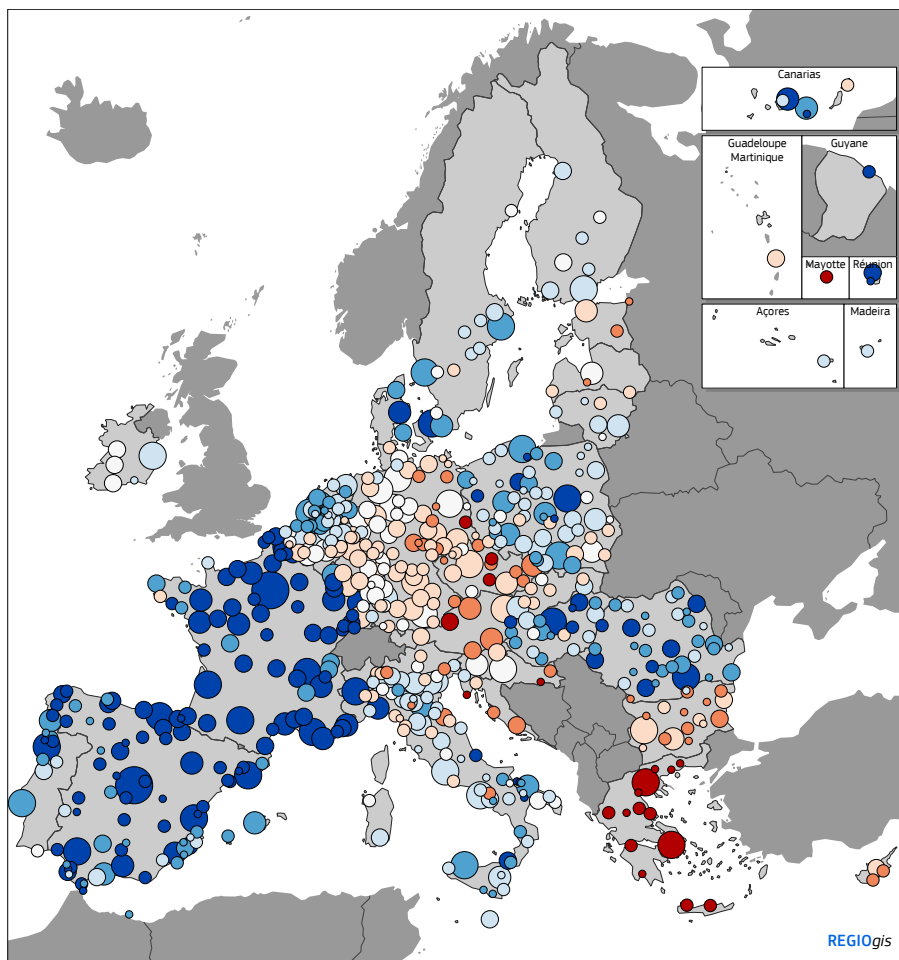 Canarias
Guadeloupe
Martinique
Guyane
Mayotte
Réunion
Açores
Madeira
REGIOgis